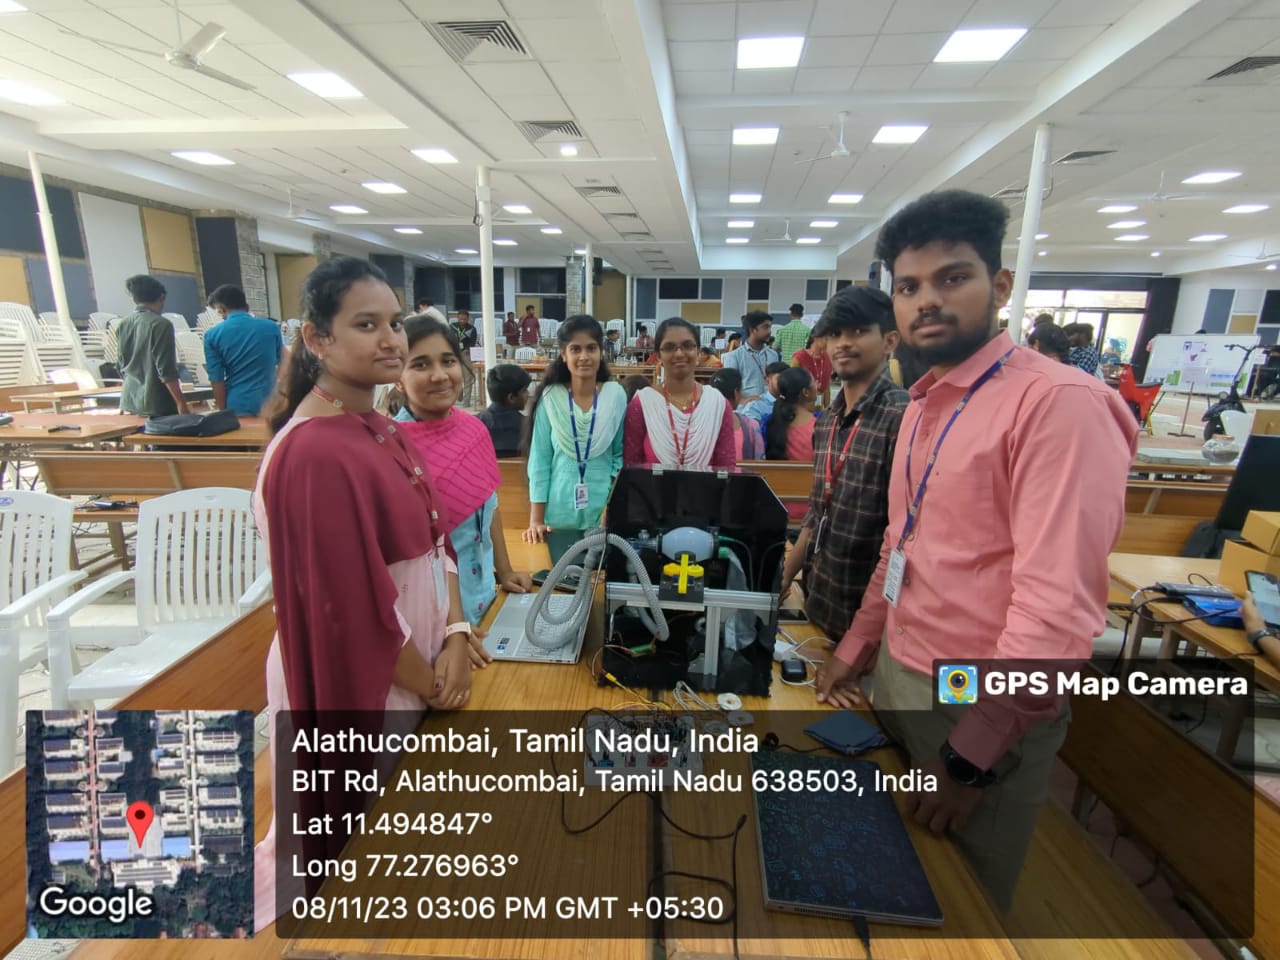 GPS Map Camera
Alathucombai, Tamil Nadu, India
BIT Rd, Alathucombai, Tamil Nadu 638503, India
Lat 11.494847°
Long 77.276963°
08/11/23 03:06 PM GMT +05:30
Google